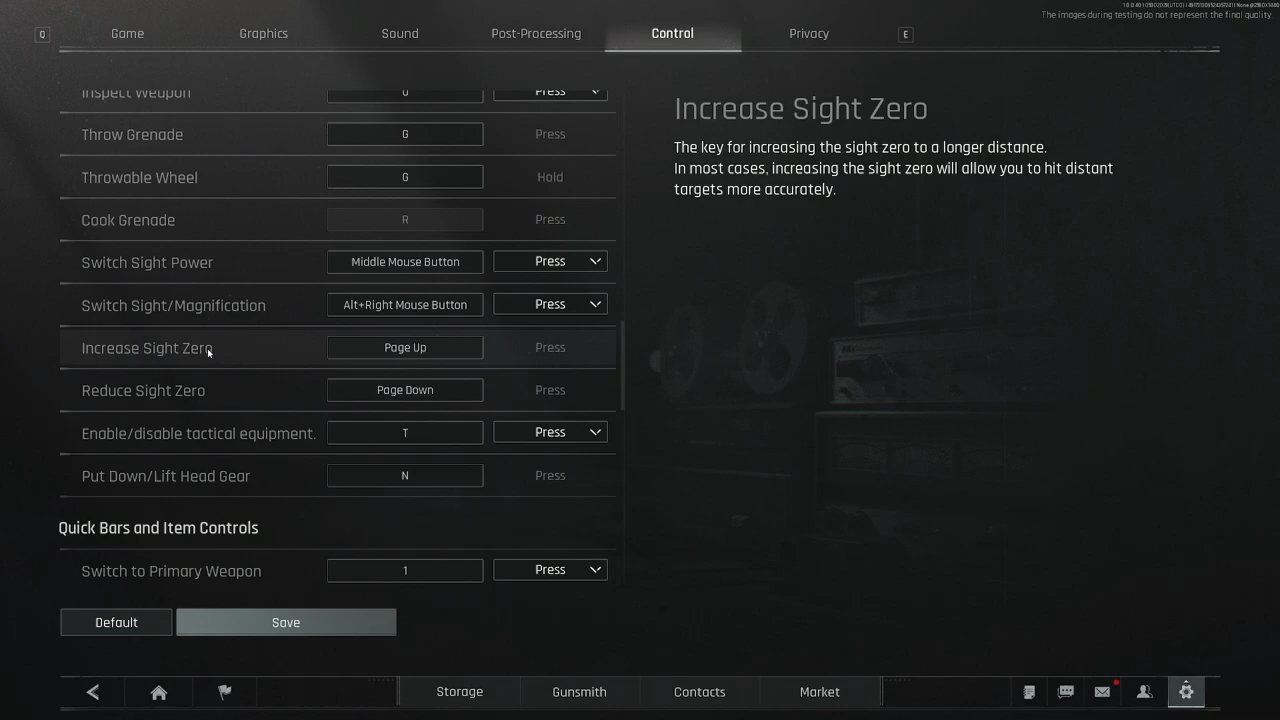 The images during testing do not represent the final quality
Q Game Graphics Sound Post-Processing Control Privacy E
Inspect Weapon Press
Throw Grenade G Press
Throwable Wheel G Hold
Cook Grenade R Press
Switch Sight Power Middle Mouse Button Press
Switch Sight/Magnification Alt+Right Mouse Button Press
Increase Sight Zero Page Up Press
Reduce Sight Zero Page Down Press
Enable/disable tactical equipment. T Press
Put Down/Lift Head Gear N Press
Quick Bars and Item Controls
Switch to Primary Weapon 1 Press
Default Save
Increase Sight Zero
The key for increasing the sight zero to a longer distance.
In most cases, increasing the sight zero will allow you to hit distant
targets more accurately.
Storage Gunsmith Contacts Market